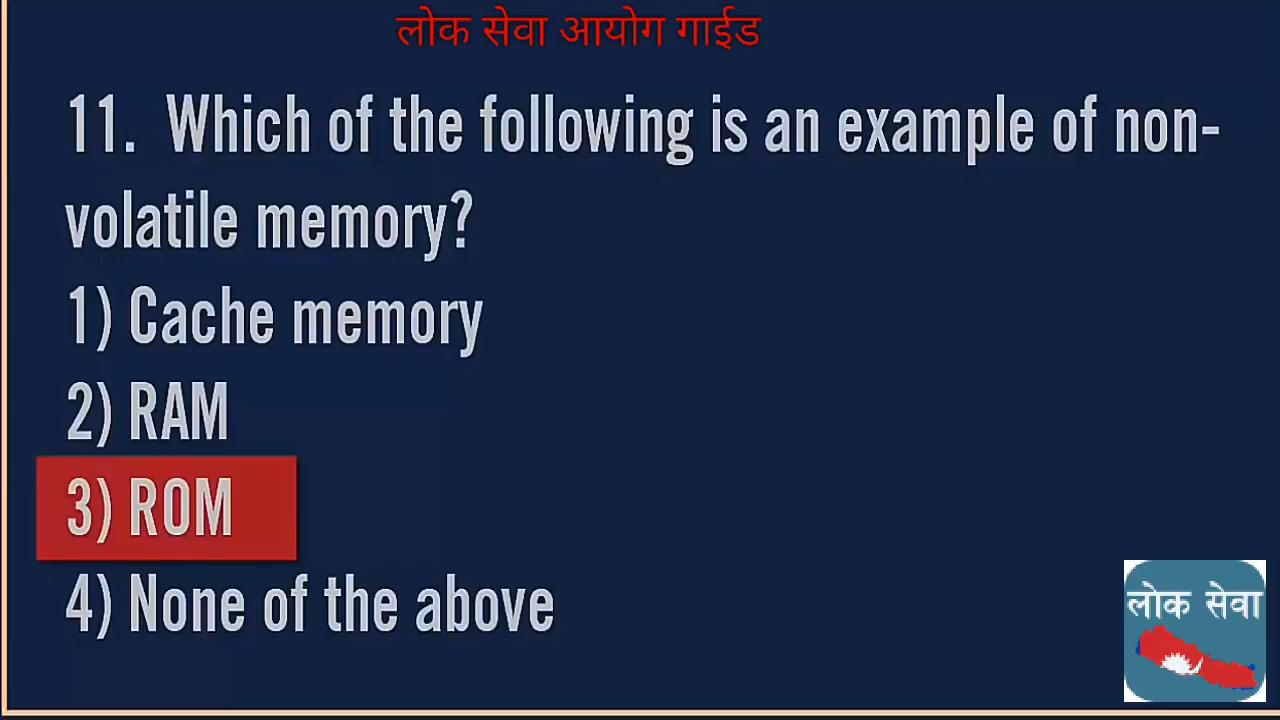 लोक सेवा आयोग गाईड
11. Which of the following is an example of non-
volatile memory?
1) Cache memory
2) RAM
3) ROM
4) None of the above
लोक सेवा